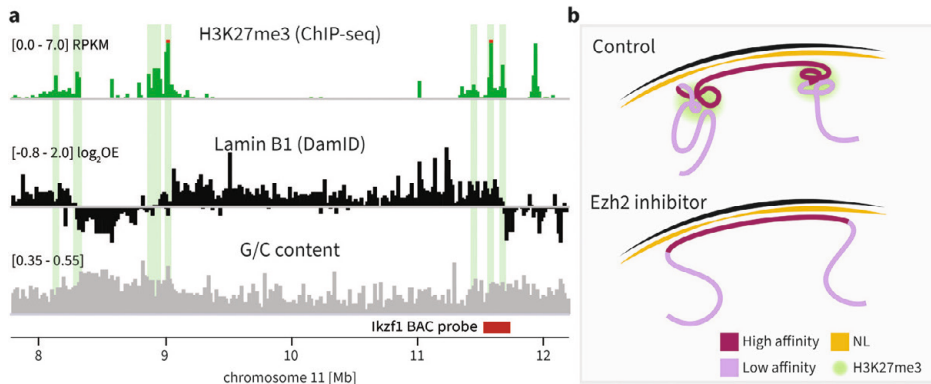 a
H3K27me3 (ChIP-seq)
[0.0 - 7.0] RPKM
Lamin B1 (DamID)
[-0.8 - 2.0] log₂OE
G/C content
[0.35 - 0.55]
Ikzf1 BAC probe
8 9 10 11 12
chromosome 11 [Mb]
b
Control
Ezh2 inhibitor
High affinity
NL
Low affinity
H3K27me3